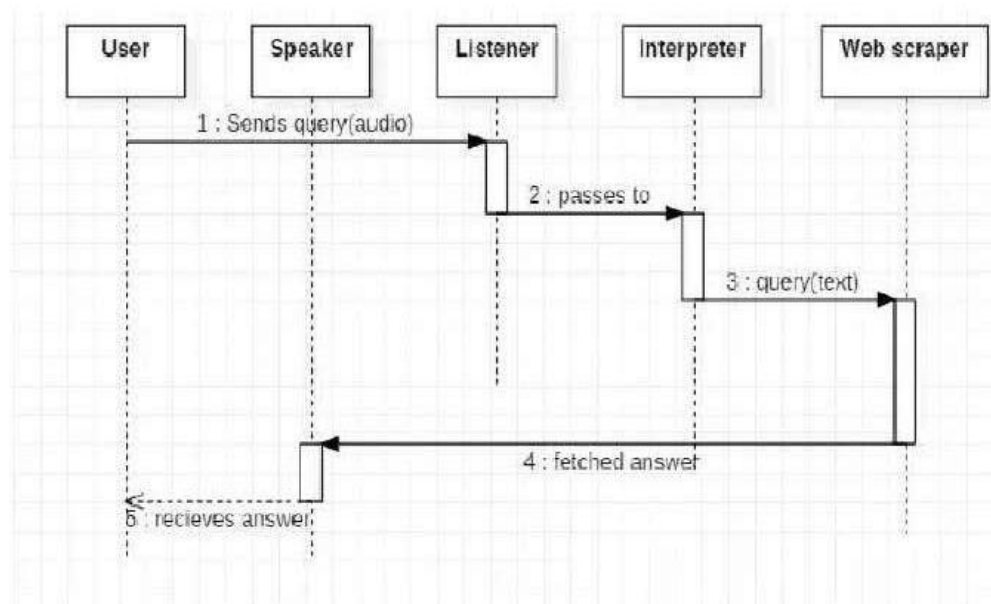 User
Speaker
Listener
Interpreter
Web scraper
1 : Sends query(audio)
2 : passes to
3 : query(text)
4 : fetched answer
5 : recieves answer